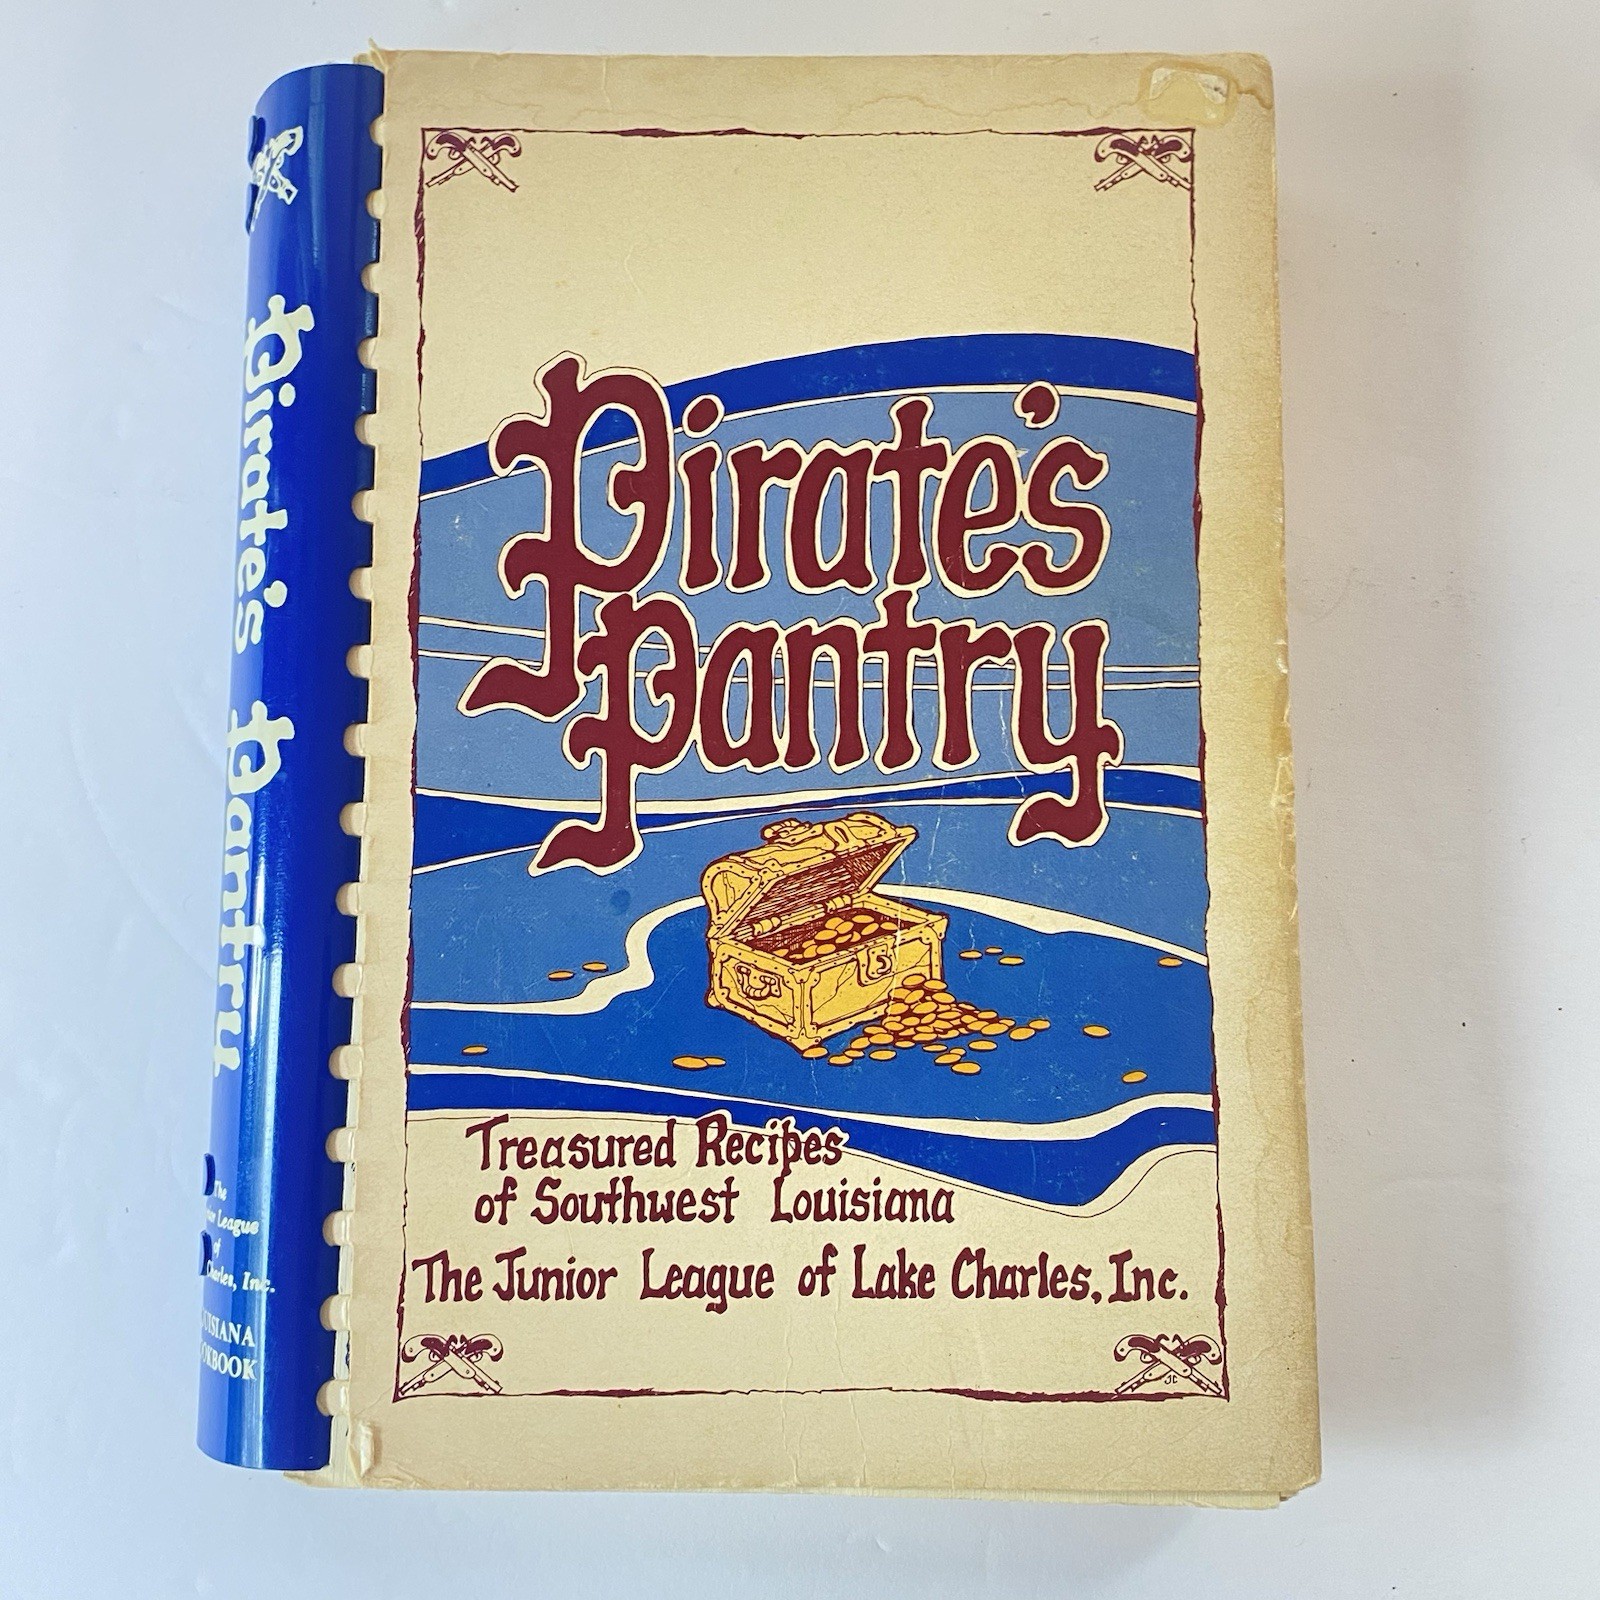 Pirate's
Pantry
Treasured Recipes
of Southwest Louisiana
The Junior League of Lake Charles, Inc.
JC
Pirate's Pantry
The
League
of
Charles, Inc.